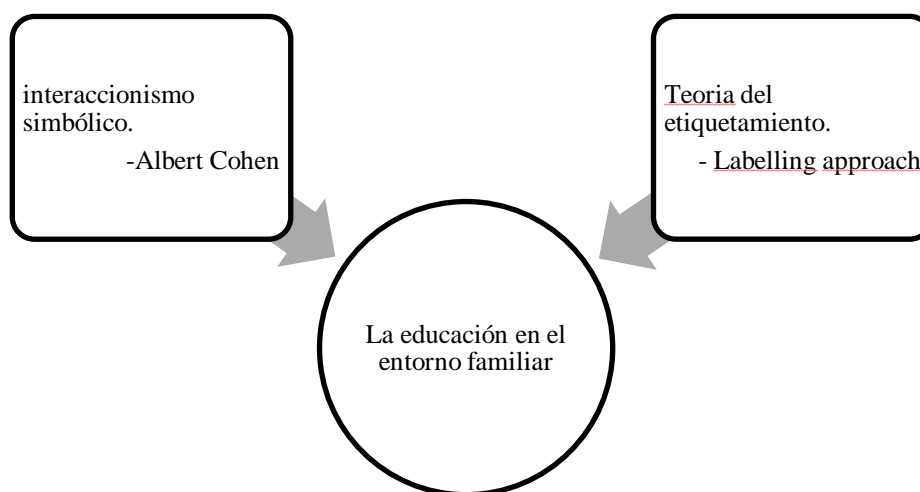 interaccionismo
simbólico.
-Albert Cohen
Teoria del
etiquetamiento.
- Labelling approach
La educación en el
entorno familiar